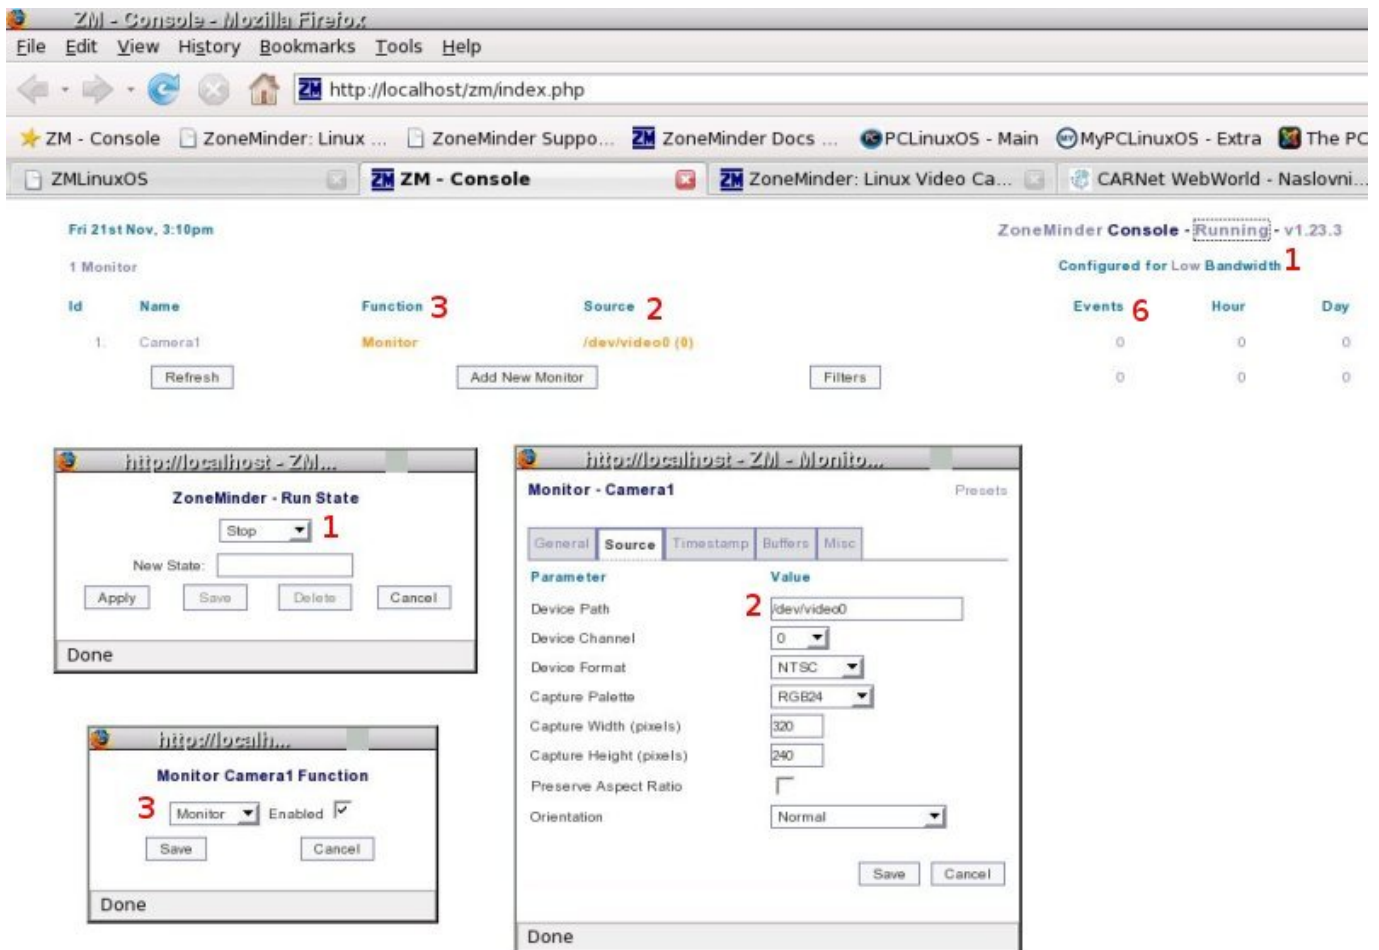 ZM - Console - Mozilla Firefox
File Edit View History Bookmarks Tools Help
ZM http://localhost/zm/index.php
ZM - Console ZoneMinder: Linux ... ZoneMinder Suppo... ZM ZoneMinder Docs ... PC PCLinuxOS - Main MY MyPCLinuxOS - Extra The PC
ZMLinuxOS ZM ZM - Console ZM ZoneMinder: Linux Video Ca... CARNet WebWorld - Naslovni...
Fri 21st Nov, 3:10pm ZoneMinder Console - Running - v1.23.3
1 Monitor Configured for Low Bandwidth 1
Id Name Function 3 Source 2 Events 6 Hour Day
1. Camera1 Monitor /dev/video0 (0) 0 0 0
Refresh Add New Monitor Filters 0 0 0
http://localhost - ZM...
ZoneMinder - Run State
Stop 1
New State:
Apply Save Delete Cancel
Done
http://localh...
Monitor Camera1 Function
3 Monitor Enabled
Save Cancel
Done
http://localhost - ZM - Monito...
Monitor - Camera1 Presets
General Source Timestamp Buffers Misc
Parameter Value
Device Path 2 /dev/video0
Device Channel 0
Device Format NTSC
Capture Palette RGB24
Capture Width (pixels) 320
Capture Height (pixels) 240
Preserve Aspect Ratio
Orientation Normal
Save Cancel
Done